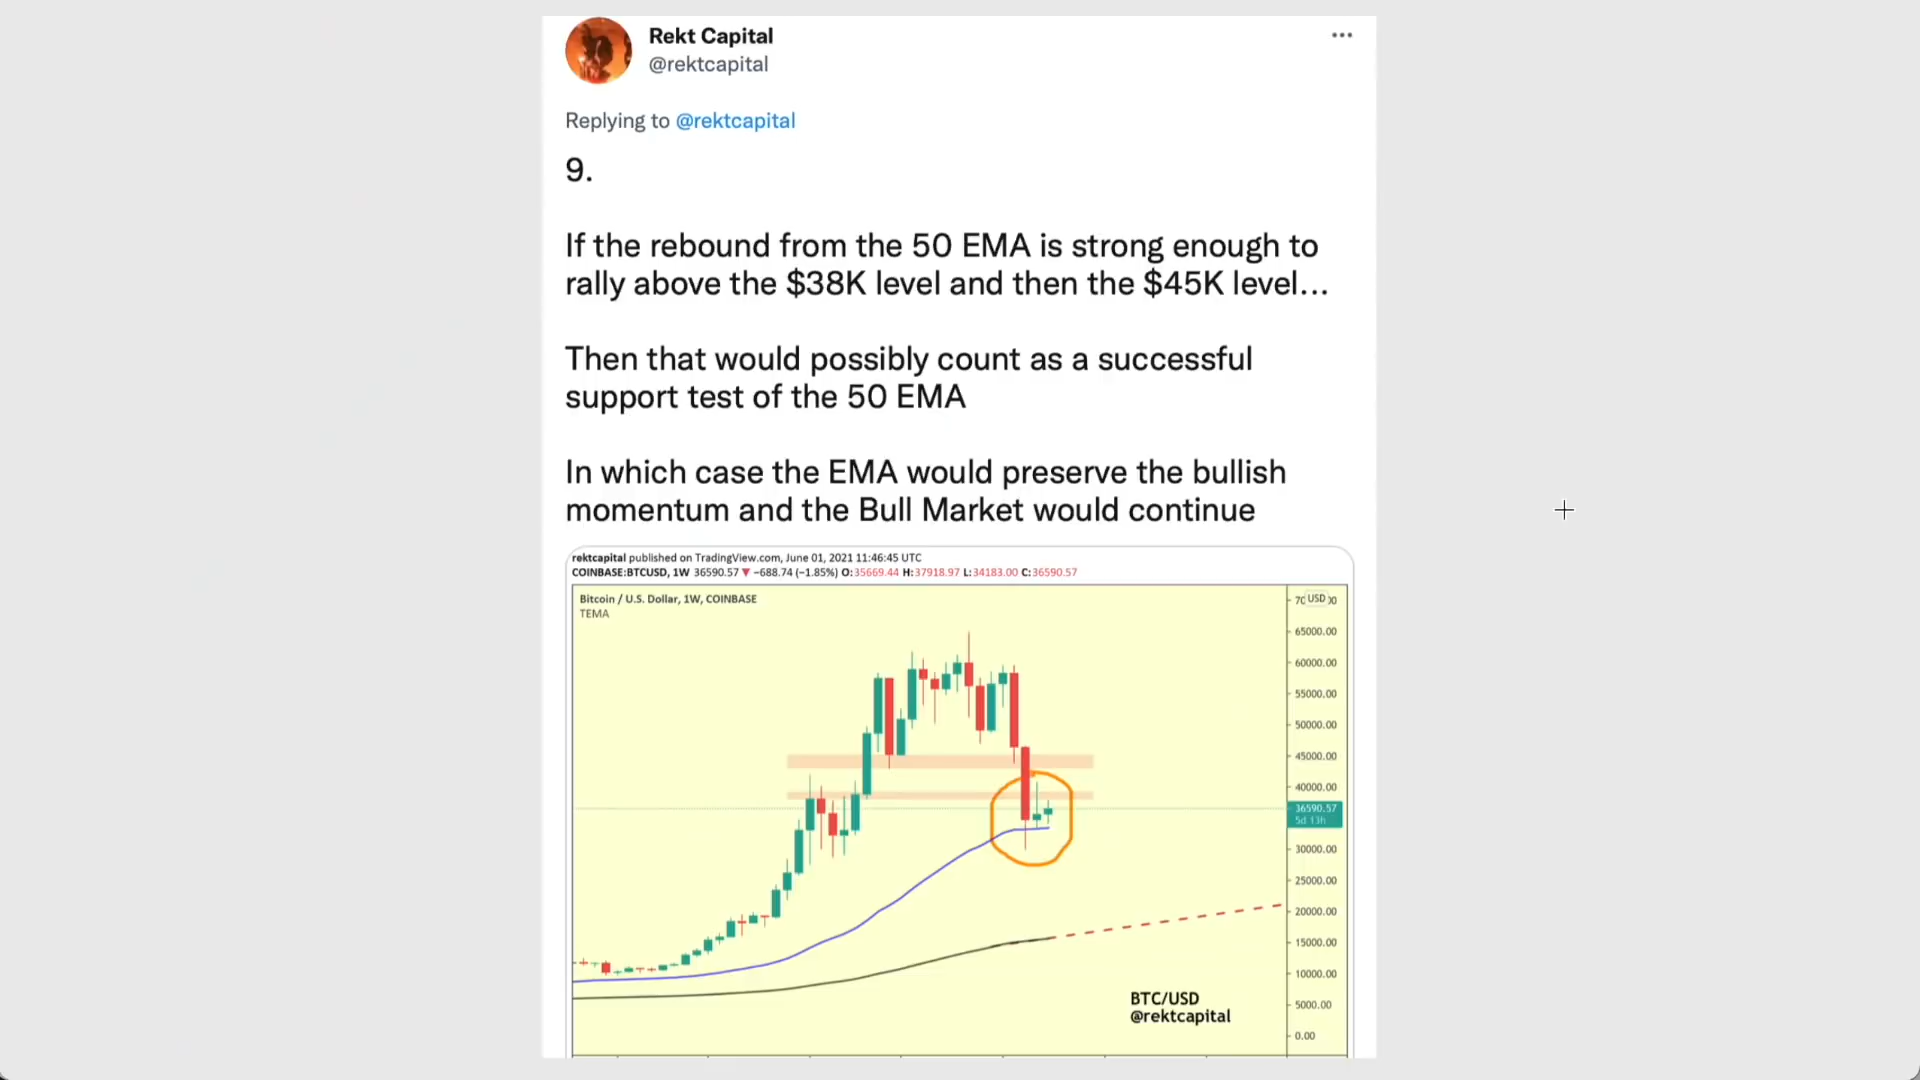 Rekt Capital
@rektcapital
Replying to @rektcapital
9.
If the rebound from the 50 EMA is strong enough to
rally above the $38K level and then the $45K level...
Then that would possibly count as a successful
support test of the 50 EMA
In which case the EMA would preserve the bullish
momentum and the Bull Market would continue
rektcapital published on TradingView.com, June 01, 2021 11:46:45 UTC
COINBASE:BTCUSD, 1W 36590.57 ▼ −688.74 (−1.85%) O:35669.44 H:37918.97 L:34183.00 C:36590.57
Bitcoin / U.S. Dollar, 1W, COINBASE
TEMA
USD
65000.00
60000.00
55000.00
50000.00
45000.00
40000.00
36590.57
5d 13h
30000.00
25000.00
20000.00
15000.00
10000.00
5000.00
0.00
BTC/USD
@rektcapital